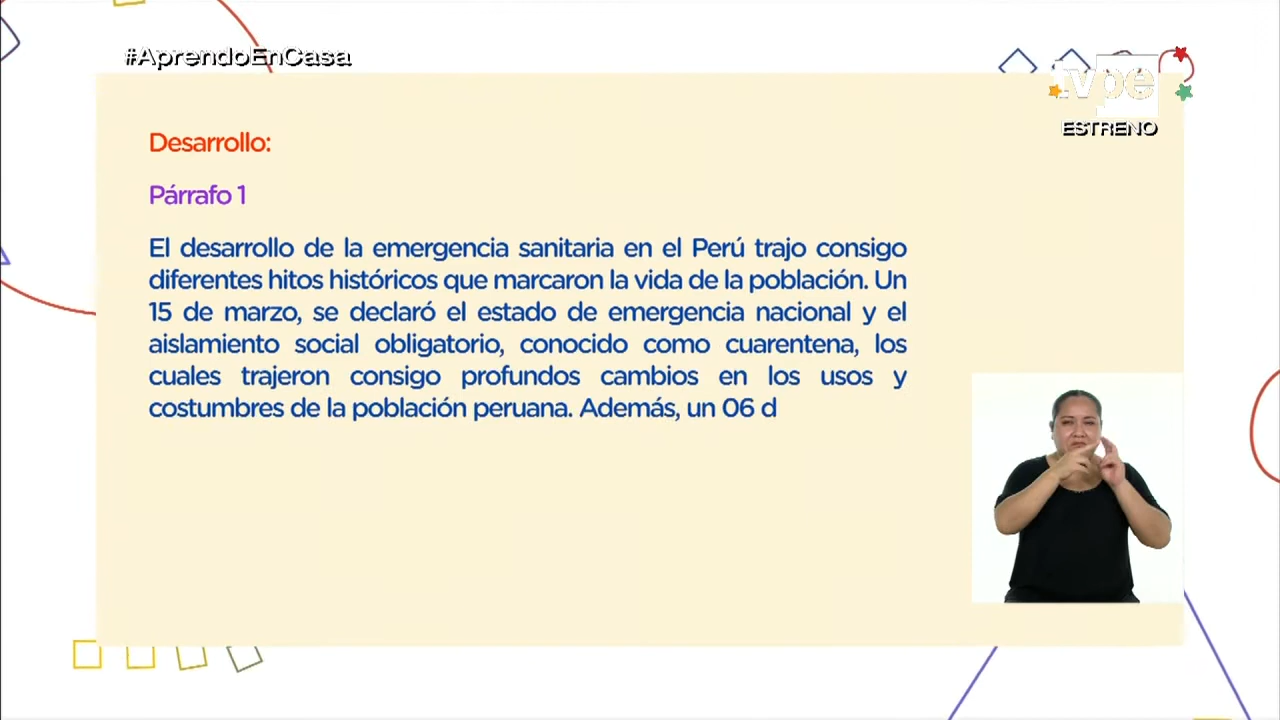 #AprendoEnCasa
tvpe
ESTRENO
Desarrollo:
Párrafo 1
El desarrollo de la emergencia sanitaria en el Perú trajo consigo
diferentes hitos históricos que marcaron la vida de la población. Un
15 de marzo, se declaró el estado de emergencia nacional y el
aislamiento social obligatorio, conocido como cuarentena, los
cuales trajeron consigo profundos cambios en los usos y
costumbres de la población peruana. Además, un 06 d